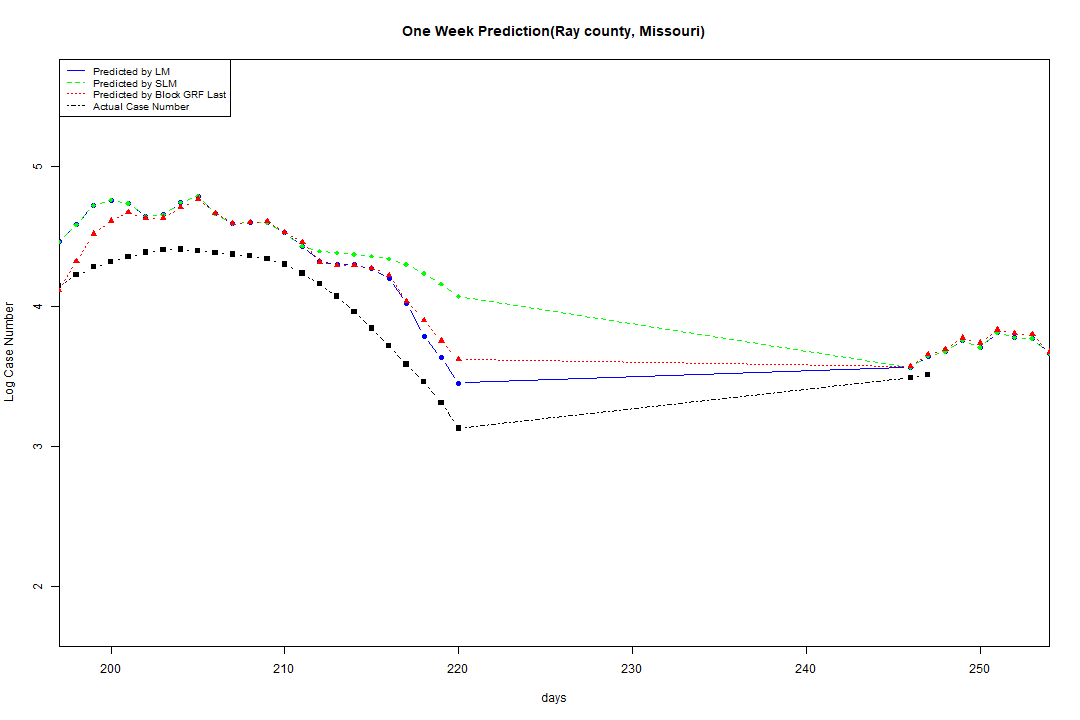 One Week Prediction(Ray county, Missouri)
Predicted by LM
Predicted by SLM
Predicted by Block GRF Last
Actual Case Number
5
4
3
2
Log Case Number
200 210 220 230 240 250
days